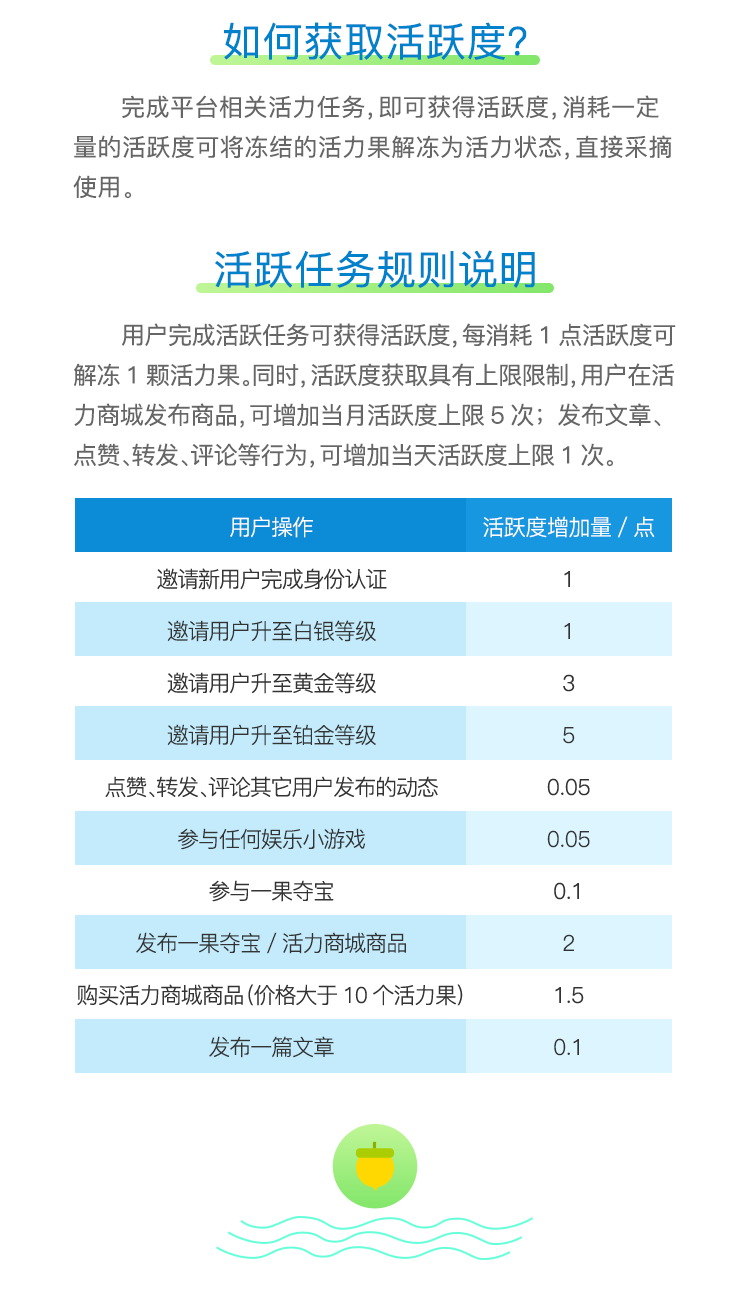 如何获取活跃度?
完成平台相关活力任务,即可获得活跃度,消耗一定
量的活跃度可将冻结的活力果解冻为活力状态,直接采摘
使用。
活跃任务规则说明
用户完成活跃任务可获得活跃度,每消耗 1 点活跃度可
解冻 1 颗活力果。同时,活跃度获取具有上限限制,用户在活
力商城发布商品,可增加当月活跃度上限 5 次；发布文章、
点赞、转发、评论等行为,可增加当天活跃度上限 1 次。
用户操作 活跃度增加量 / 点
邀请新用户完成身份认证 1
邀请用户升至白银等级 1
邀请用户升至黄金等级 3
邀请用户升至铂金等级 5
点赞、转发、评论其它用户发布的动态 0.05
参与任何娱乐小游戏 0.05
参与一果夺宝 0.1
发布一果夺宝 / 活力商城商品 2
购买活力商城商品(价格大于 10 个活力果) 1.5
发布一篇文章 0.1